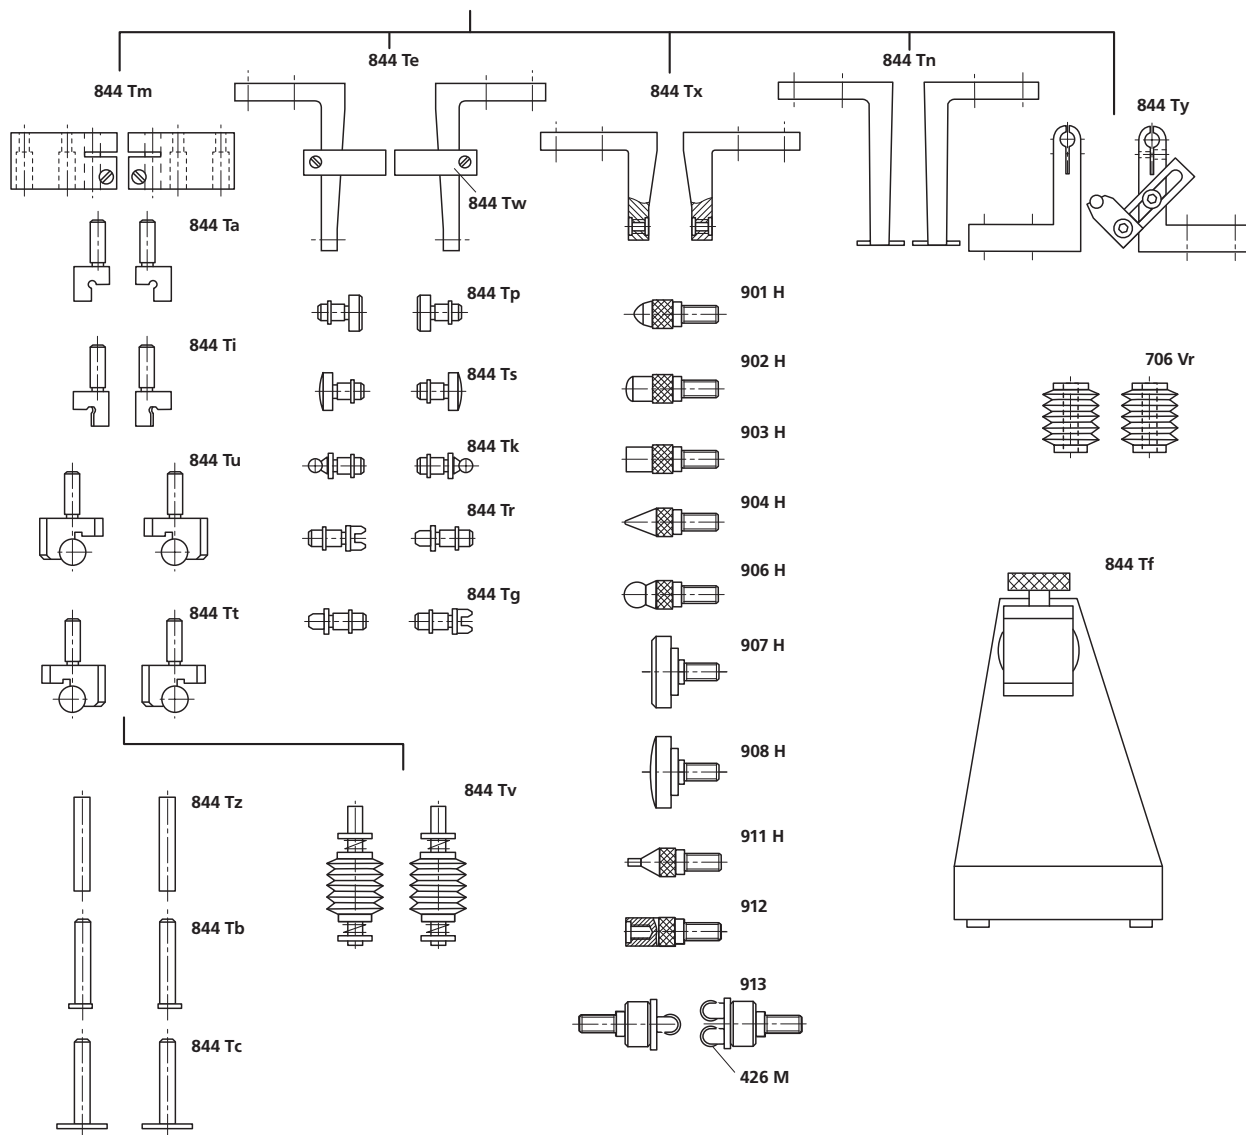 844 Te
844 Tn
844 Tm
844 Tx
844 Ty
844 Tw
844 Ta
844 Tp
901 H
844 Ti
706 Vr
902 H
844 Ts
903 H
844 Tk
844 Tu
904 H
844 Tr
844 Tf
906 H
844 Tg
844 Tt
907 H
908 H
844 Tv
844 Tz
911 H
912
844 Tb
913
844 Tc
426 M